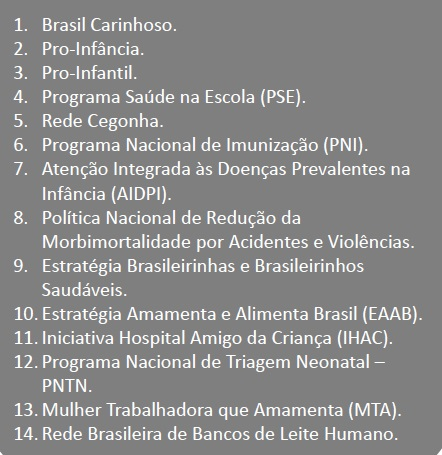 1. Brasil Carinhoso.
2. Pro-Infância.
3. Pro-Infantil.
4. Programa Saúde na Escola (PSE).
5. Rede Cegonha.
6. Programa Nacional de Imunização (PNI).
7. Atenção Integrada às Doenças Prevalentes na
Infância (AIDPI).
8. Política Nacional de Redução da
Morbimortalidade por Acidentes e Violências.
9. Estratégia Brasileirinhas e Brasileirinhos
Saudáveis.
10. Estratégia Amamenta e Alimenta Brasil (EAAB).
11. Iniciativa Hospital Amigo da Criança (IHAC).
12. Programa Nacional de Triagem Neonatal –
PNTN.
13. Mulher Trabalhadora que Amamenta (MTA).
14. Rede Brasileira de Bancos de Leite Humano.